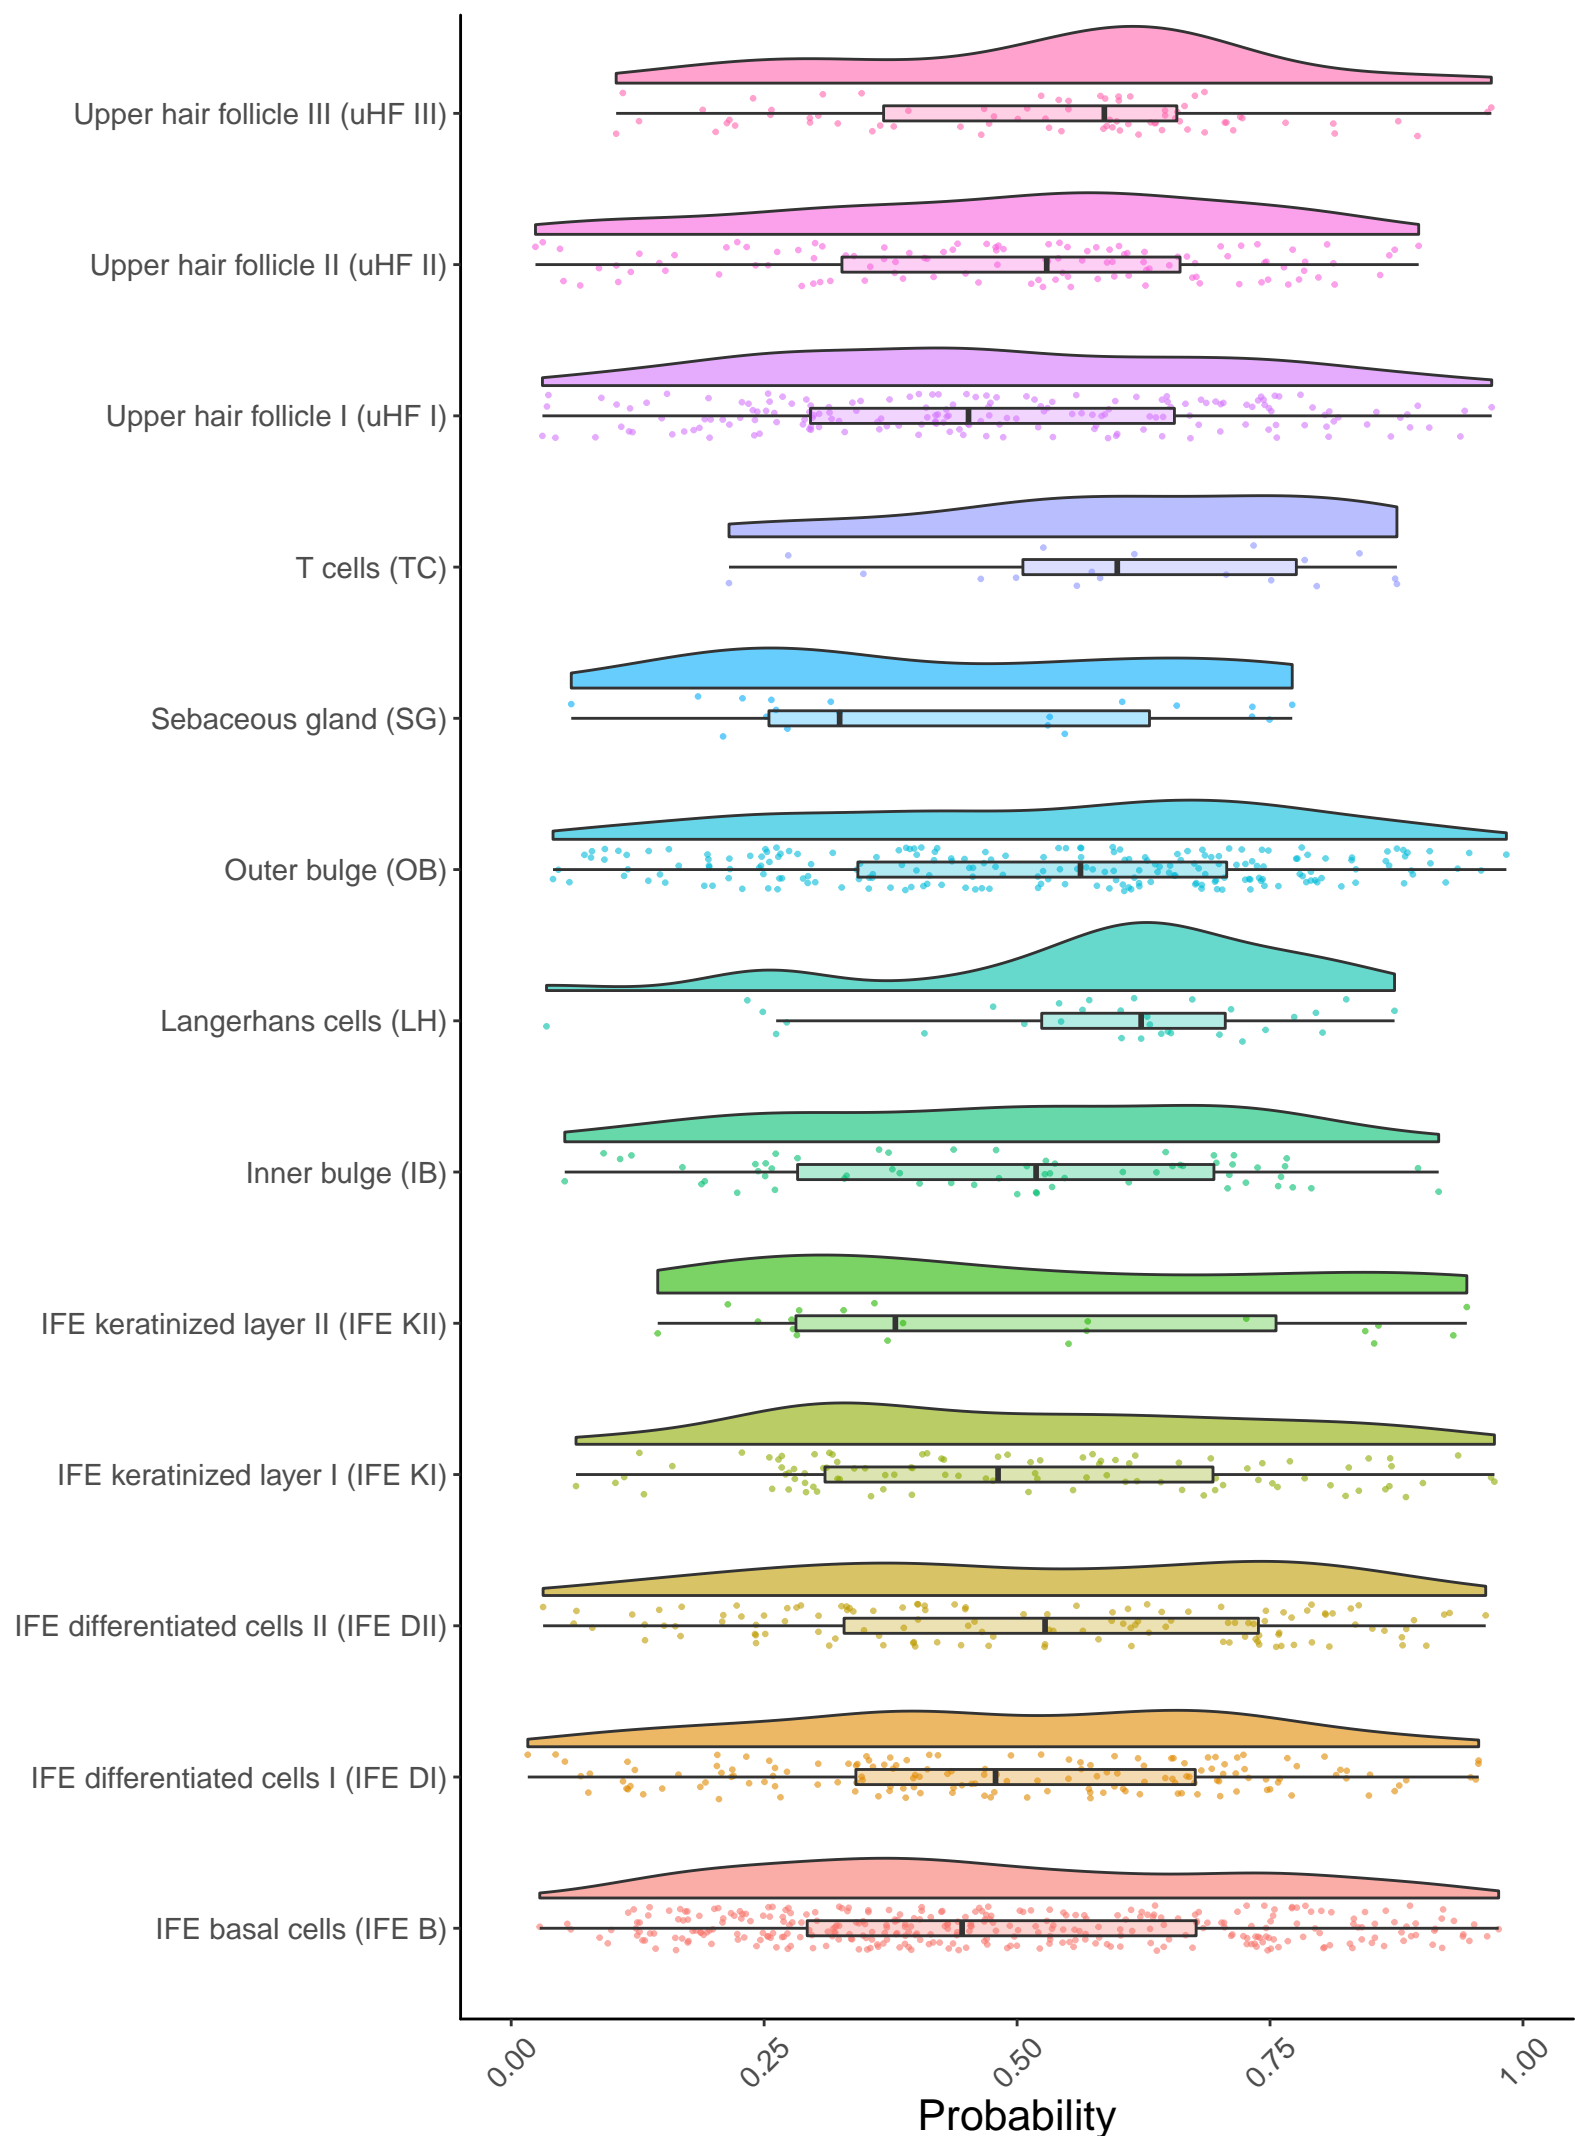 Upper hair follicle III (uHF III)
Upper hair follicle II (uHF II)
Upper hair follicle I (uHF I)
T cells (TC)
Sebaceous gland (SG)
Outer bulge (OB)
Langerhans cells (LH)
Inner bulge (IB)
IFE keratinized layer II (IFE KII)
IFE keratinized layer I (IFE KI)
IFE differentiated cells II (IFE DII)
IFE differentiated cells I (IFE DI)
IFE basal cells (IFE B)
0.00 0.25 0.50 0.75 1.00
Probability